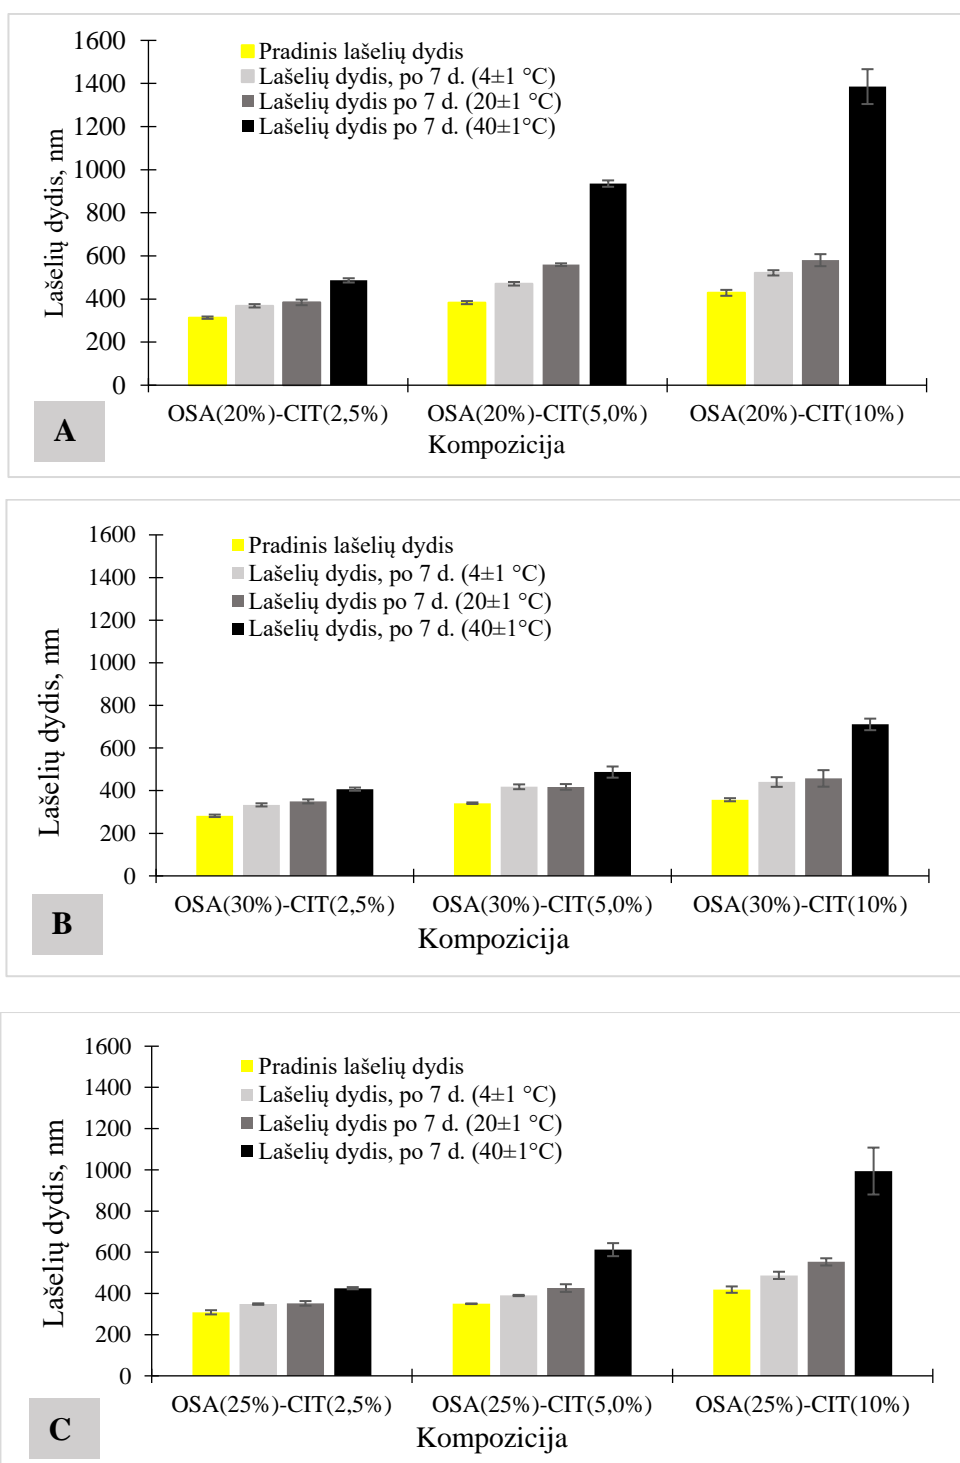 1600
1400
1200
1000
800
600
400
200
0
Lašelių dydis, nm
Pradinis lašelių dydis
Lašelių dydis, po 7 d. (4±1 °C)
Lašelių dydis po 7 d. (20±1 °C)
Lašelių dydis po 7 d. (40±1°C)
OSA(20%)-CIT(2,5%) OSA(20%)-CIT(5,0%) OSA(20%)-CIT(10%)
Kompozicija
A
1600
1400
1200
1000
800
600
400
200
0
Lašelių dydis, nm
Pradinis lašelių dydis
Lašelių dydis, po 7 d. (4±1 °C)
Lašelių dydis po 7 d. (20±1 °C)
Lašelių dydis, po 7 d. (40±1°C)
OSA(30%)-CIT(2,5%) OSA(30%)-CIT(5,0%) OSA(30%)-CIT(10%)
Kompozicija
B
1600
1400
1200
1000
800
600
400
200
0
Lašelių dydis, nm
Pradinis lašelių dydis
Lašelių dydis, po 7 d. (4±1 °C)
Lašelių dydis po 7 d. (20±1 °C)
Lašelių dydis, po 7 d. (40±1°C)
OSA(25%)-CIT(2,5%) OSA(25%)-CIT(5,0%) OSA(25%)-CIT(10%)
Kompozicija
C